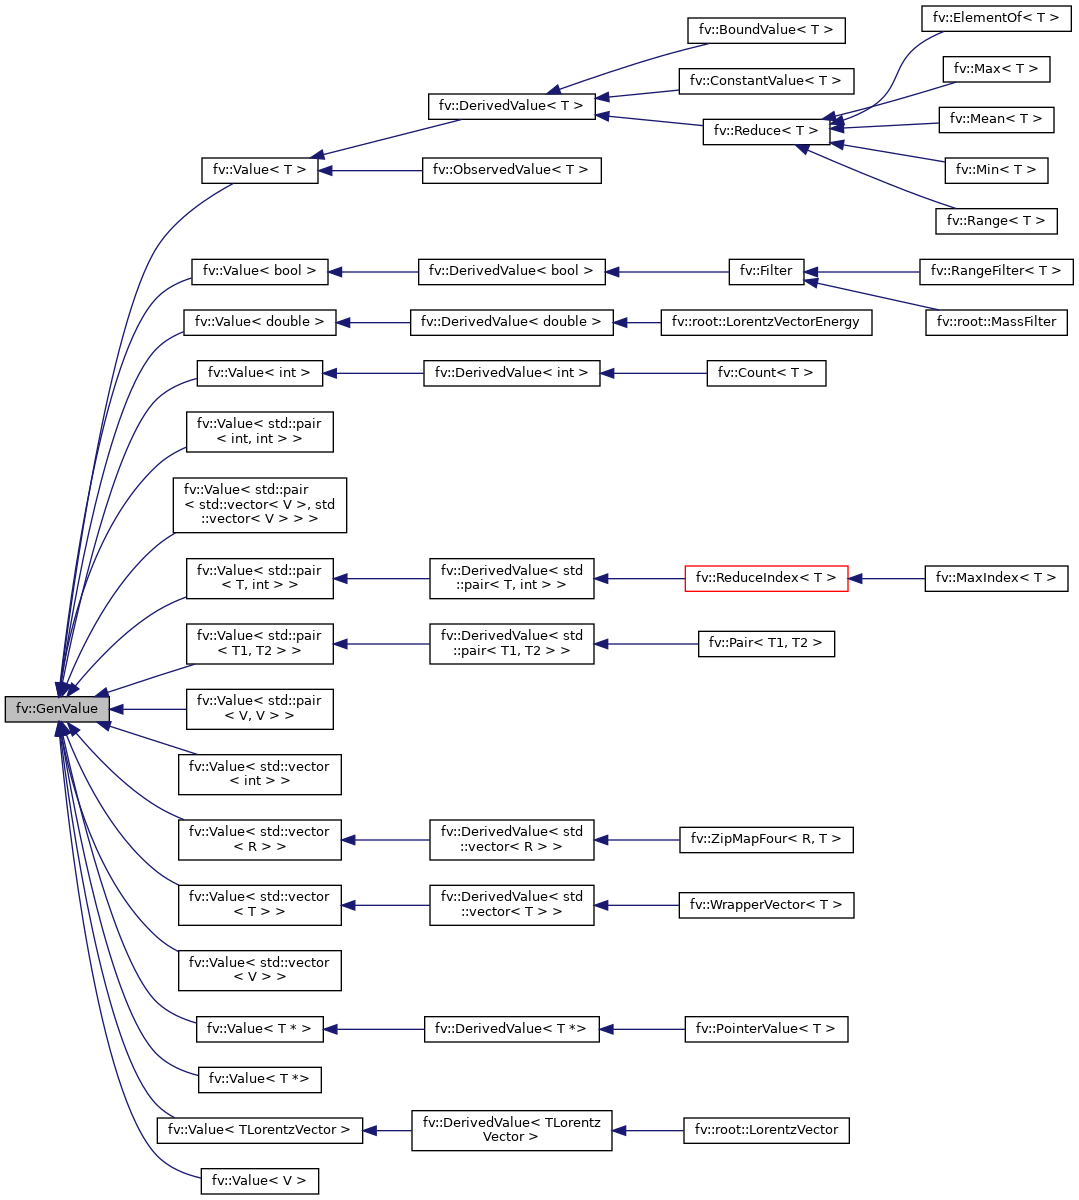 fv::GenValue
fv::Value< T >
fv::DerivedValue< T >
fv::BoundValue< T >
fv::ConstantValue< T >
fv::Reduce< T >
fv::ElementOf< T >
fv::Max< T >
fv::Mean< T >
fv::Min< T >
fv::Range< T >
fv::ObservedValue< T >
fv::Value< bool >
fv::DerivedValue< bool >
fv::Filter
fv::RangeFilter< T >
fv::root::MassFilter
fv::Value< double >
fv::DerivedValue< double >
fv::root::LorentzVectorEnergy
fv::Value< int >
fv::DerivedValue< int >
fv::Count< T >
fv::Value< std::pair
< int, int > >
fv::Value< std::pair
< std::vector< V >, std
::vector< V > > >
fv::Value< std::pair
< T, int > >
fv::DerivedValue< std
::pair< T, int > >
fv::ReduceIndex< T >
fv::MaxIndex< T >
fv::Value< std::pair
< T1, T2 > >
fv::DerivedValue< std
::pair< T1, T2 > >
fv::Pair< T1, T2 >
fv::Value< std::pair
< V, V > >
fv::Value< std::vector
< int > >
fv::Value< std::vector
< R > >
fv::DerivedValue< std
::vector< R > >
fv::ZipMapFour< R, T >
fv::Value< std::vector
< T > >
fv::DerivedValue< std
::vector< T > >
fv::WrapperVector< T >
fv::Value< std::vector
< V > >
fv::Value< T * >
fv::DerivedValue< T *>
fv::PointerValue< T >
fv::Value< T *>
fv::Value< TLorentzVector >
fv::DerivedValue< TLorentz
Vector >
fv::root::LorentzVector
fv::Value< V >